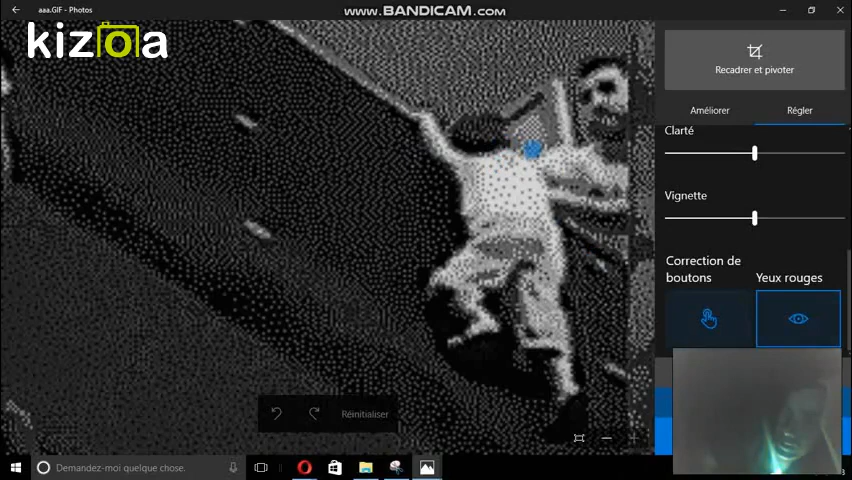 aaa.GIF - Photos
www.BANDICAM.com
kizoa
Recadrer et pivoter
Améliorer
Régler
Clarté
Vignette
Correction de
boutons
Yeux rouges
Réinitialiser
Demandez-moi quelque chose.